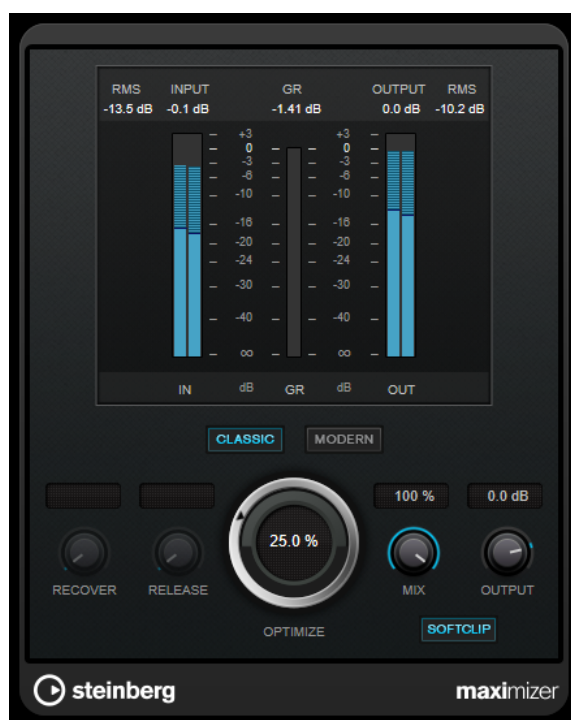 RMS INPUT GR OUTPUT RMS
-13.5 dB -0.1 dB -1.41 dB 0.0 dB -10.2 dB
+3 +3
0 0
-3 -3
-6 -6
-10 -10
-16 -16
-20 -20
-24 -24
-30 -30
-40 -40
∞ ∞
IN dB GR dB OUT
CLASSIC MODERN
100 % 0.0 dB
25.0 %
RECOVER RELEASE MIX OUTPUT
OPTIMIZE SOFTCLIP
steinberg maximizer